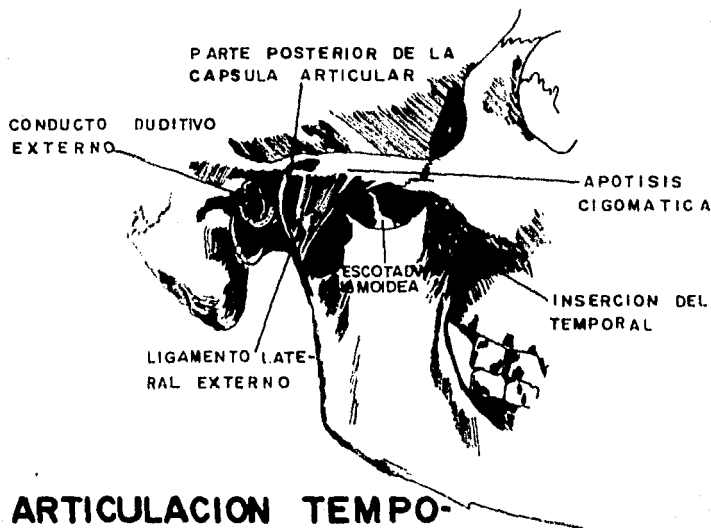 PARTE POSTERIOR DE LA
CAPSULA ARTICULAR
CONDUCTO DUDITIVO
EXTERNO
APOTISIS
CIGOMATICA
ESCOTADU
INSERCION DEL
TEMPORAL
LIGAMENTO LATE-
RAL EXTERNO
ARTICULACION TEMPO-